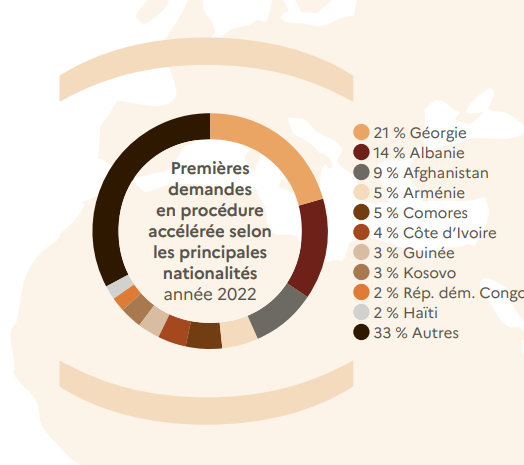 Premières
demandes
en procédure
accélérée selon
les principales
nationalités
année 2022
21 % Géorgie
14 % Albanie
9 % Afghanistan
5 % Arménie
5 % Comores
4 % Côte d'Ivoire
3 % Guinée
3 % Kosovo
2 % Rép. dém. Congo
2 % Haïti
33 % Autres